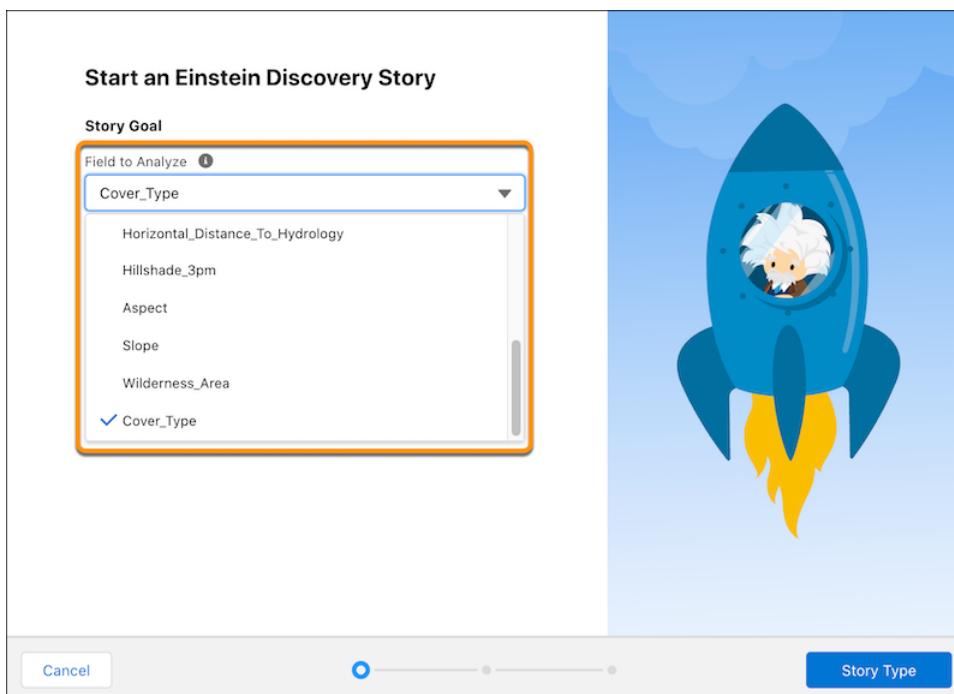 Start an Einstein Discovery Story
Story Goal
Field to Analyze
Cover_Type
Horizontal_Distance_To_Hydrology
Hillshade_3pm
Aspect
Slope
Wilderness_Area
Cover_Type
Cancel
Story Type